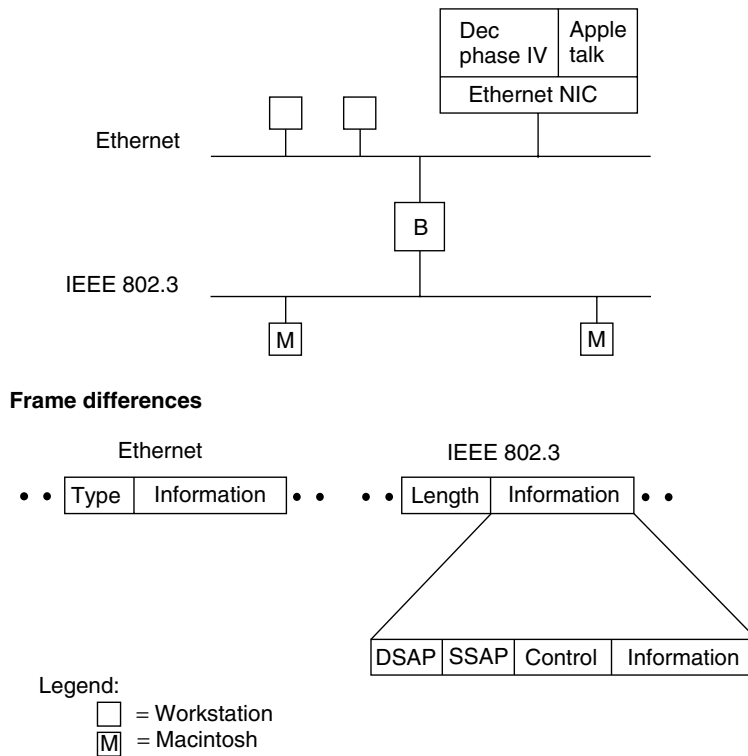 Dec
phase IV
Apple
talk
Ethernet NIC
Ethernet
B
IEEE 802.3
M
M
Frame differences
Ethernet
IEEE 802.3
Type
Information
Length
Information
DSAP
SSAP
Control
Information
Legend:
= Workstation
M = Macintosh